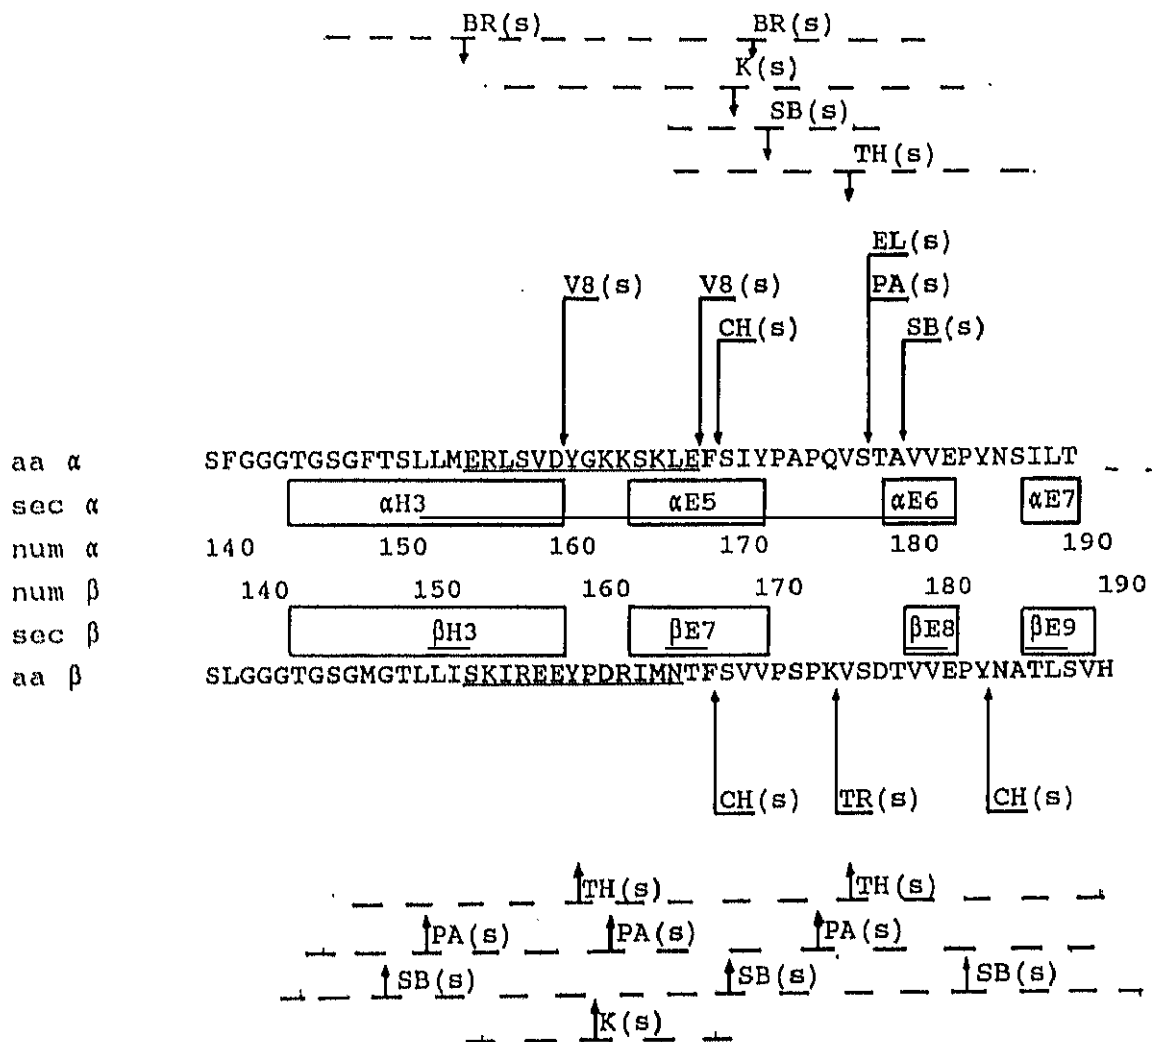 BR(s) BR(s)
K(s)
SB(s)
TH(s)
EL(s)
V8(s) V8(s) PA(s)
CH(s) SB(s)
aa α SFGGGTGSGFTSLLMERLSVDYGKKSKLEFSIYPAPQVSTAVVEPYNSILT
sec α αH3 αE5 αE6 αE7
num α 140 150 160 170 180 190
num β 140 150 160 170 180 190
sec β βH3 βE7 βE8 βE9
aa β SLGGGTGSGMGTLLISKIREEYPDRIMNTFSVVPSPKVSDTVVEPYNATLSVH
CH(s) TR(s) CH(s)
TH(s) TH(s)
PA(s) PA(s) PA(s)
SB(s) SB(s) SB(s)
K(s)